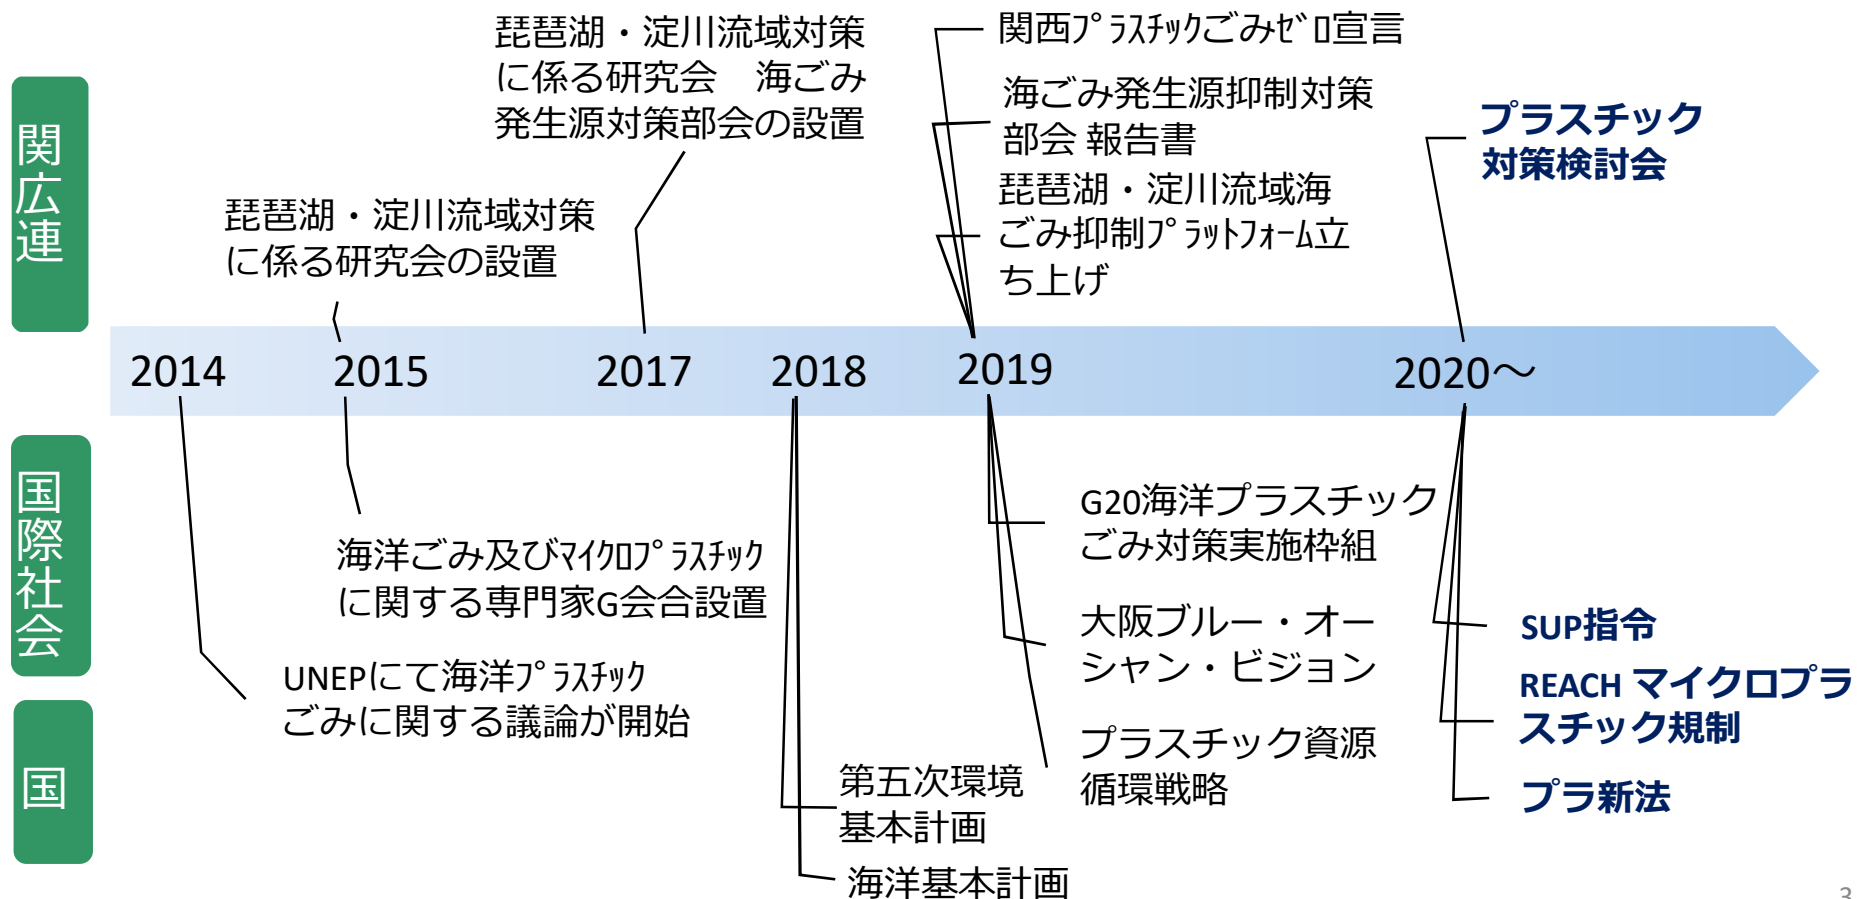 関広連
琵琶湖・淀川流域対策
に係る研究会の設置
琵琶湖・淀川流域対策
に係る研究会　海ごみ
発生源対策部会の設置
関西ﾌﾟﾗｽﾁｯｸごみｾﾞﾛ宣言
海ごみ発生源抑制対策
部会 報告書
琵琶湖・淀川流域海
ごみ抑制ﾌﾟﾗｯﾄﾌｫｰﾑ立
ち上げ
プラスチック
対策検討会
2014
2015
2017
2018
2019
2020～
国際社会
国
海洋ごみ及びﾏｲｸﾛﾌﾟﾗｽﾁｯｸ
に関する専門家G会合設置
UNEPにて海洋ﾌﾟﾗｽﾁｯｸ
ごみに関する議論が開始
第五次環境
基本計画
海洋基本計画
G20海洋プラスチック
ごみ対策実施枠組
大阪ブルー・オー
シャン・ビジョン
プラスチック資源
循環戦略
SUP指令
REACH マイクロプラ
スチック規制
プラ新法
3